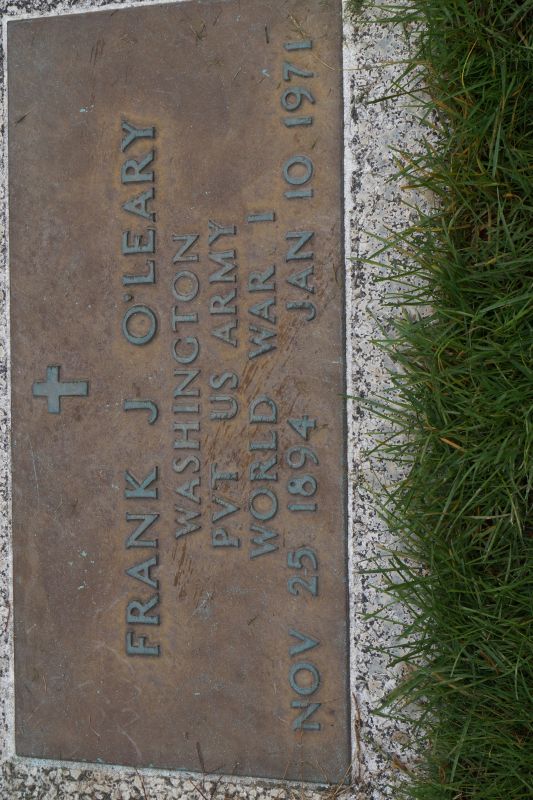 FRANK J O'LEARY
WASHINGTON
PVT US ARMY
WORLD WAR I
NOV 25 1894 JAN 10 1971